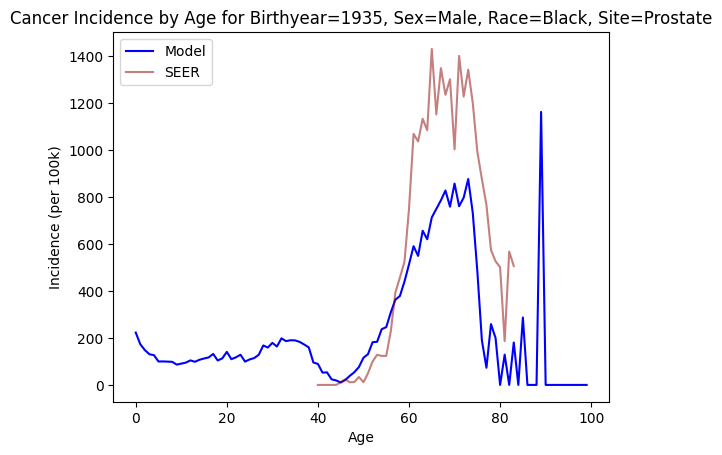 Cancer Incidence by Age for Birthyear=1935, Sex=Male, Race=Black, Site=Prostate
Model
SEER
1400
1200
1000
800
600
400
200
0
Incidence (per 100k)
0 20 40 60 80 100
Age